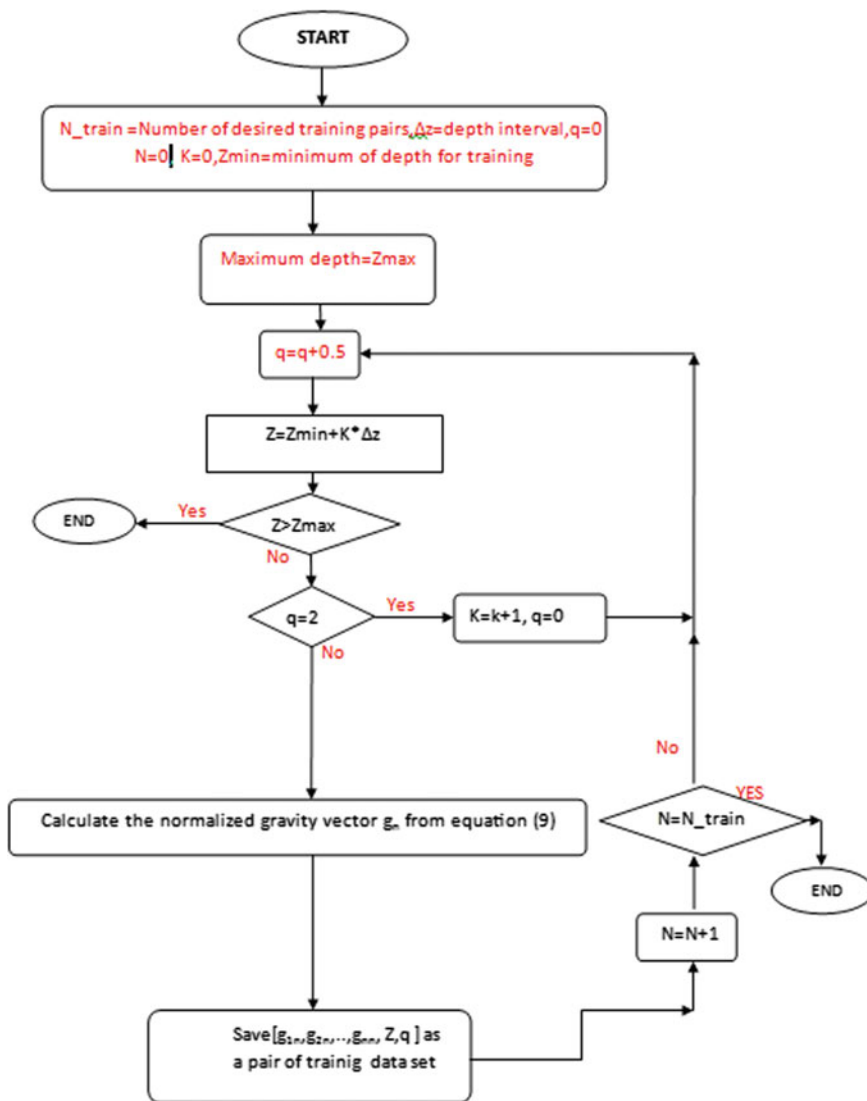 START
N_train =Number of desired training pairs,Δz=depth interval,q=0
N=0, K=0,Zmin=minimum of depth for training
Maximum depth=Zmax
q=q+0.5
Z=Zmin+K*Δz
Z>Zmax
Yes
END
No
q=2
Yes
K=k+1, q=0
No
Calculate the normalized gravity vector gₙ from equation (9)
Save[g₁ₙ,g₂ₙ,..,gₙₙ, Z,q ] as
a pair of trainig data set
N=N+1
N=N_train
No
YES
END